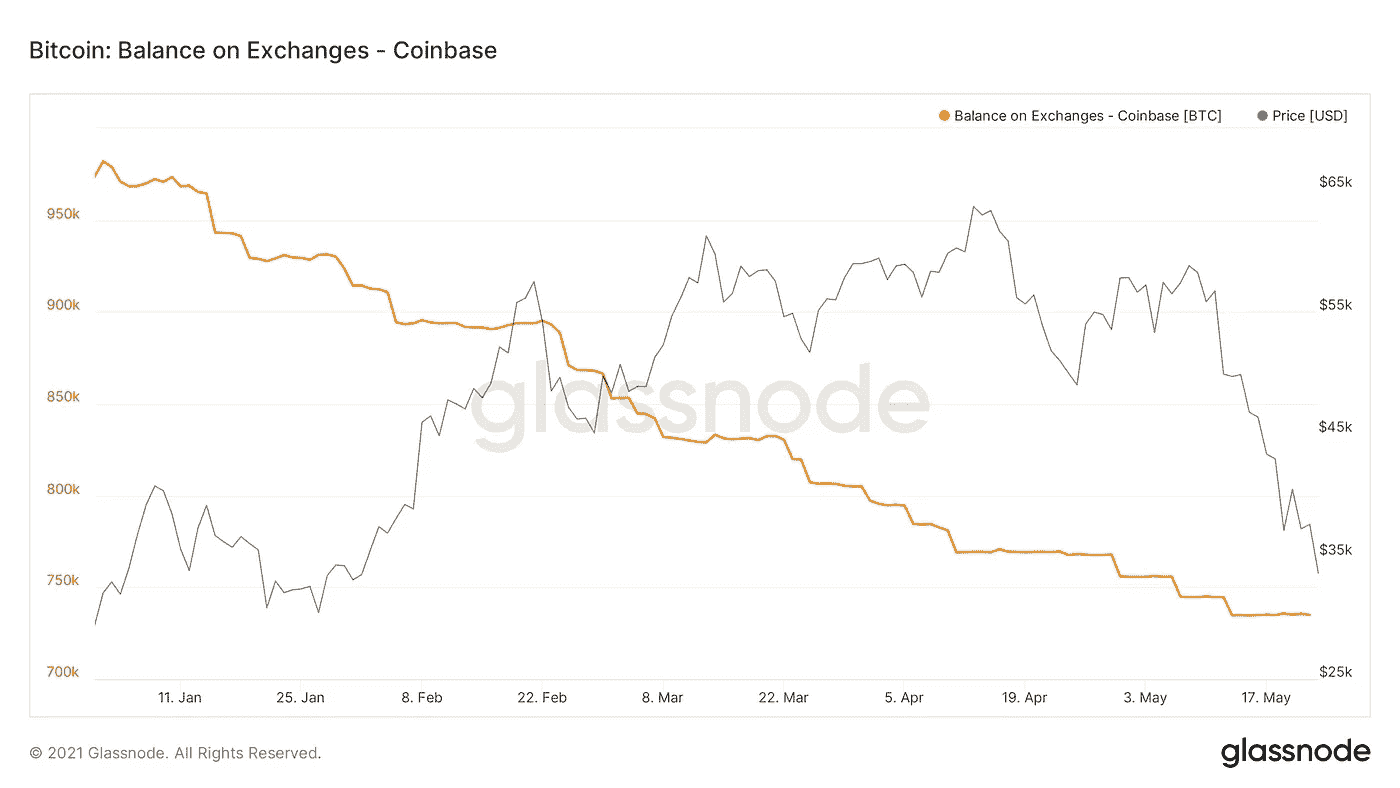 Bitcoin: Balance on Exchanges - Coinbase
Balance on Exchanges - Coinbase [BTC] Price [USD]
$65k
950k
900k
$55k
850k
glassnode
$45k
800k
$35k
750k
700k
$25k
11. Jan 25. Jan 8. Feb 22. Feb 8. Mar 22. Mar 5. Apr 19. Apr 3. May 17. May
© 2021 Glassnode. All Rights Reserved.
glassnode